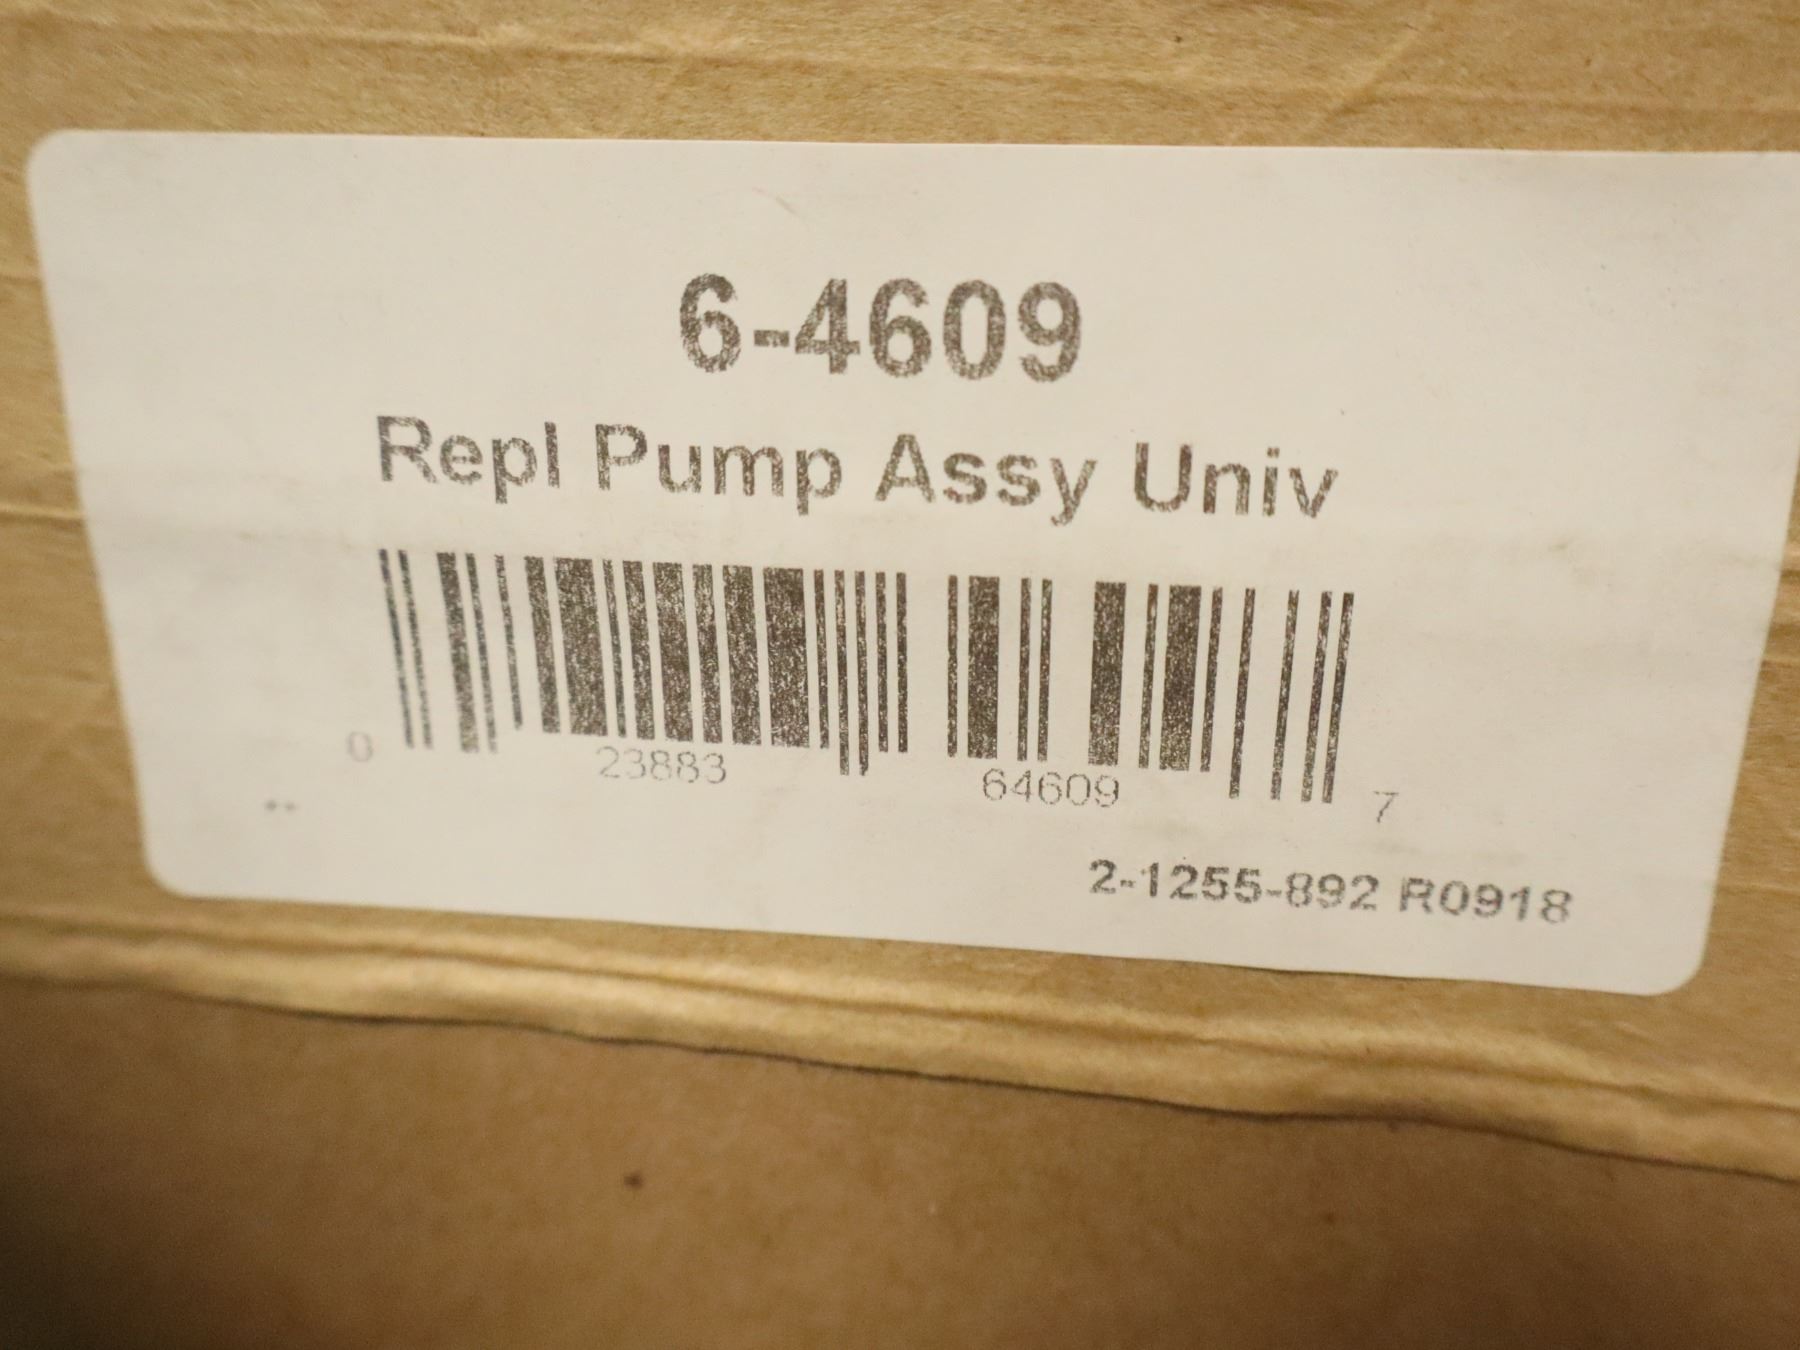 6-4609
Repl Pump Assy Univ
0 23883 64609 7
2-1255-892 R0918